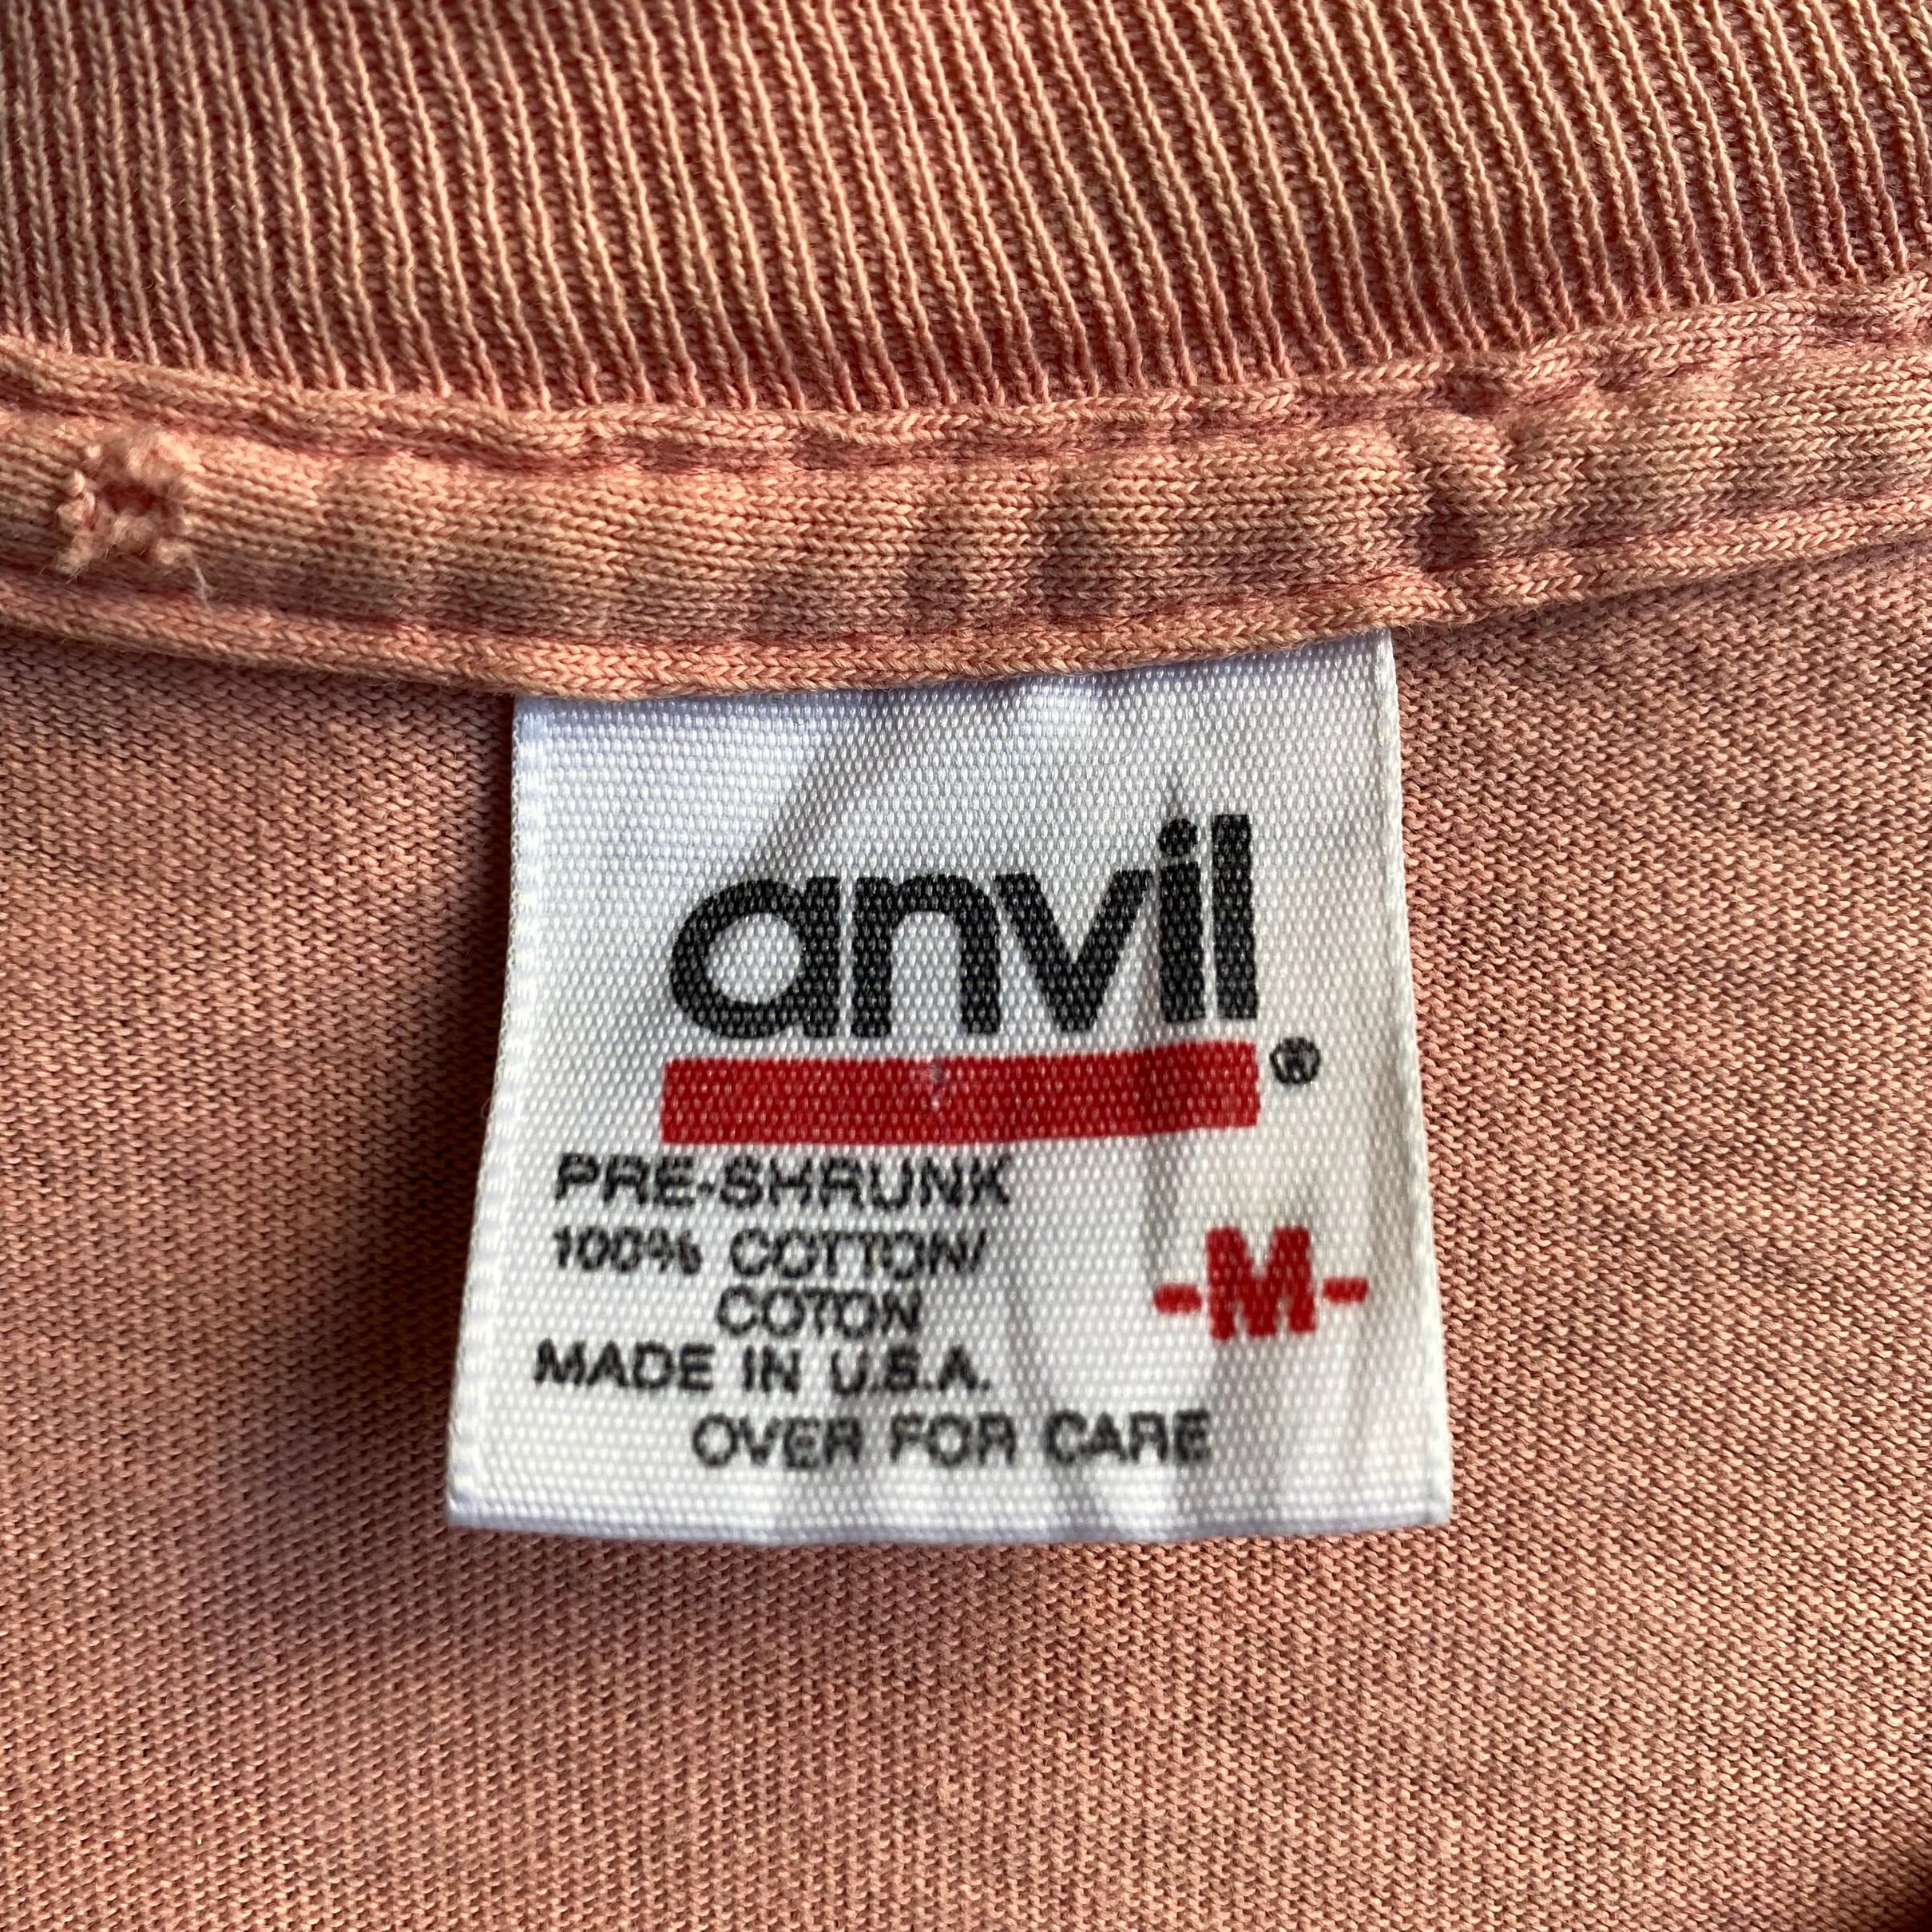 anvil
®
PRE-SHRUNK
100% COTTON/
COTON
-M-
MADE IN U.S.A.
OVER FOR CARE